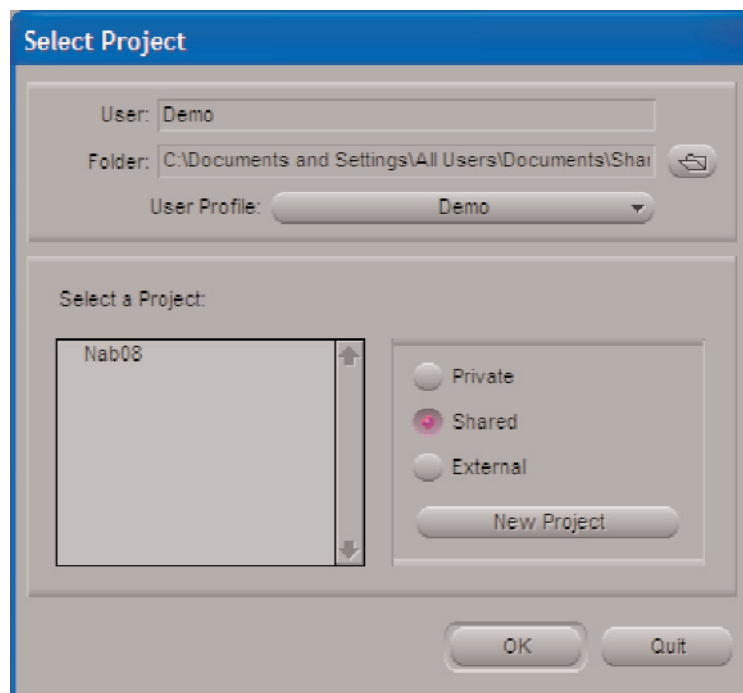 Select Project
User: Demo
Folder: C:\Documents and Settings\All Users\Documents\Shar
User Profile: Demo
Select a Project:
Nab08
Private
Shared
External
New Project
OK Quit